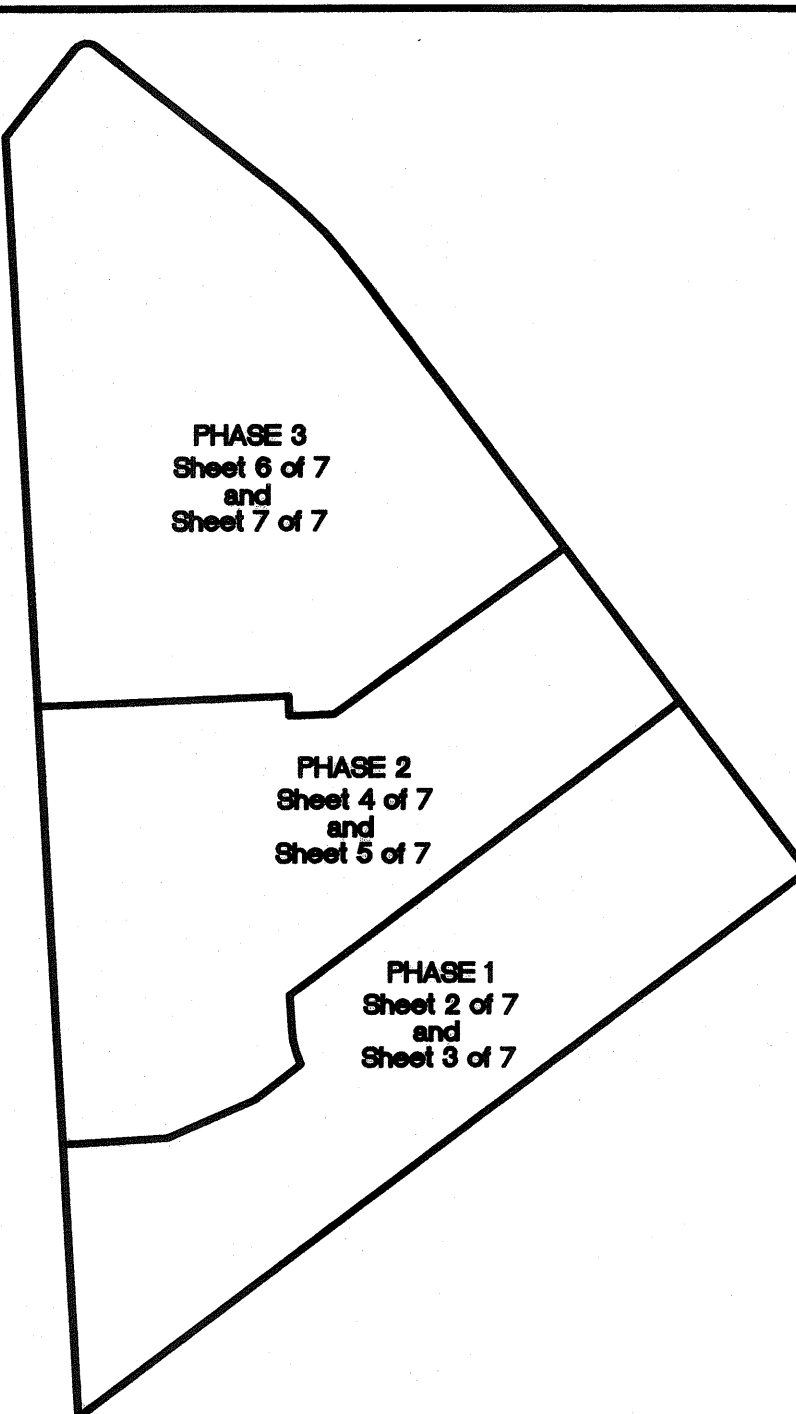 PHASE 3
Sheet 6 of 7
and
Sheet 7 of 7
PHASE 2
Sheet 4 of 7
and
Sheet 5 of 7
PHASE 1
Sheet 2 of 7
and
Sheet 3 of 7